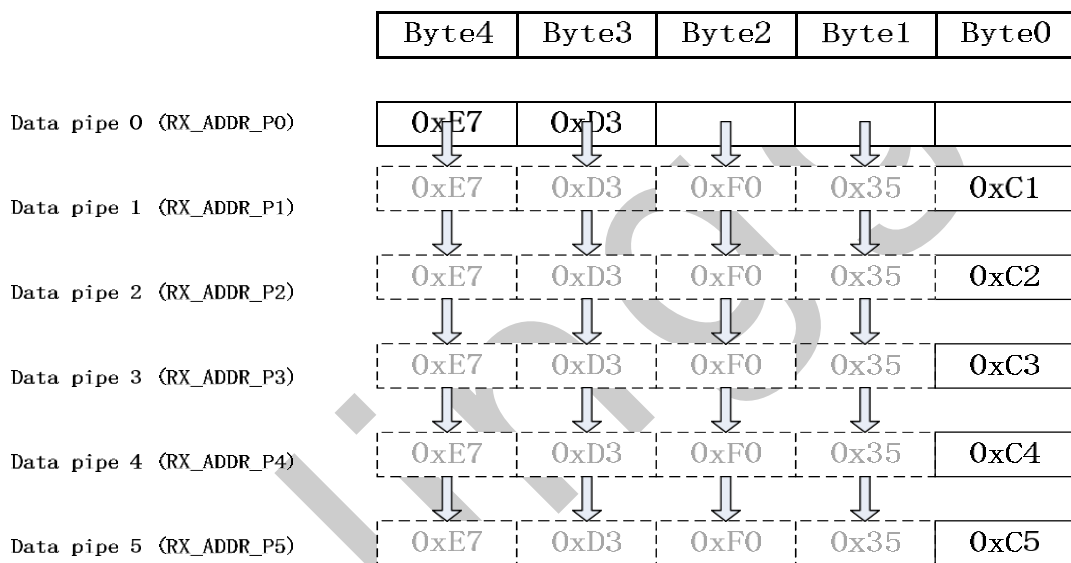 Byte4 Byte3 Byte2 Byte1 Byte0
Data pipe 0 (RX_ADDR_P0) 0xE7 0xD3
Data pipe 1 (RX_ADDR_P1) 0xE7 0xD3 0xF0 0x35 0xC1
Data pipe 2 (RX_ADDR_P2) 0xE7 0xD3 0xF0 0x35 0xC2
Data pipe 3 (RX_ADDR_P3) 0xE7 0xD3 0xF0 0x35 0xC3
Data pipe 4 (RX_ADDR_P4) 0xE7 0xD3 0xF0 0x35 0xC4
Data pipe 5 (RX_ADDR_P5) 0xE7 0xD3 0xF0 0x35 0xC5